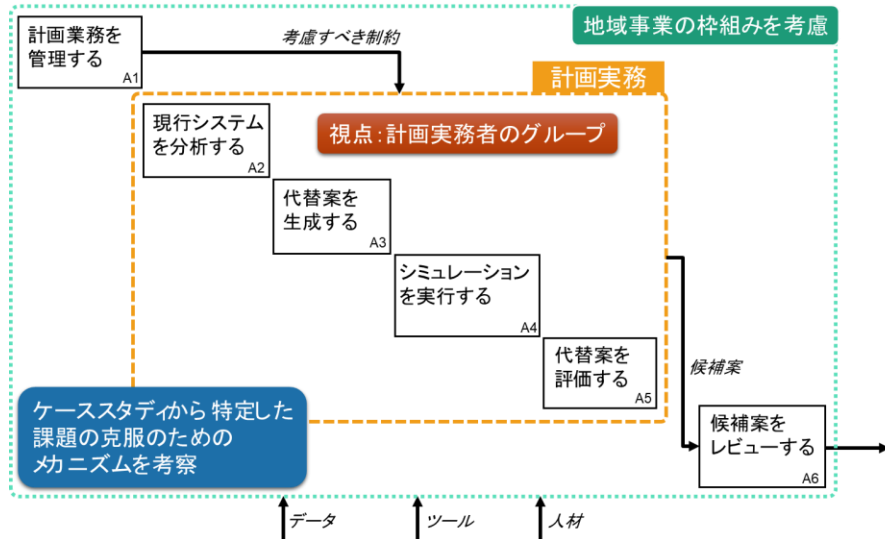 地域事業の枠組みを考慮
計画業務を
管理する
A1
考慮すべき制約
計画実務
現行システム
を分析する
A2
視点：計画実務者のグループ
代替案を
生成する
A3
シミュレーション
を実行する
A4
代替案を
評価する
A5
候補案
ケーススタディから特定した
課題の克服のための
メカニズムを考察
候補案を
レビューする
A6
データ
ツール
人材